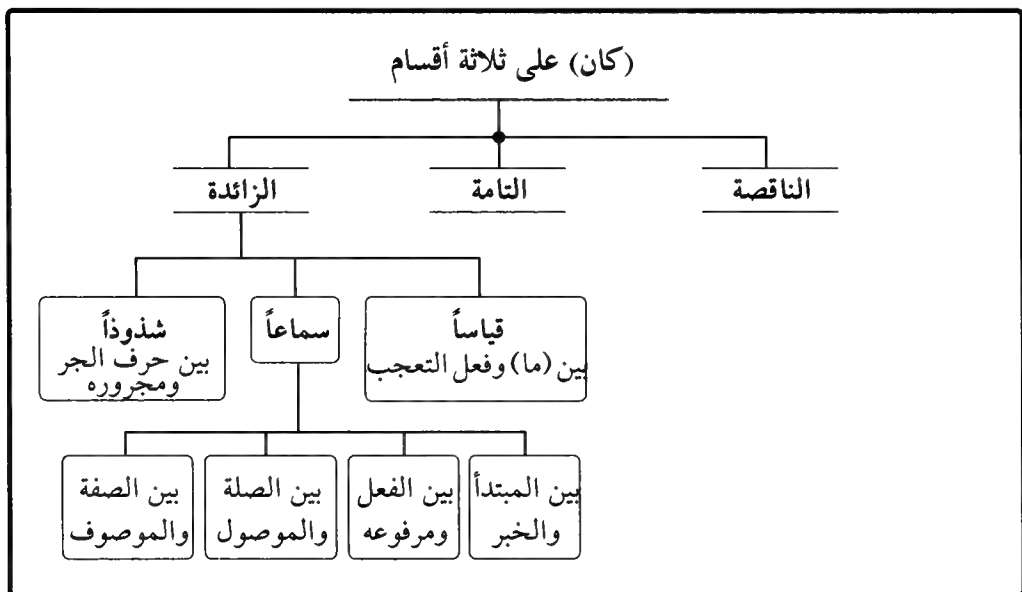 (كان) على ثلاثة أقسام
الناقصة
التامة
الزائدة
قياساً
بين (ما) وفعل التعجب
سماعاً
شذوذاً
بين حرف الجر
ومجروره
بين المبتدأ
والخبر
بين الفعل
ومرفوعه
بين الصلة
والموصول
بين الصفة
والموصوف